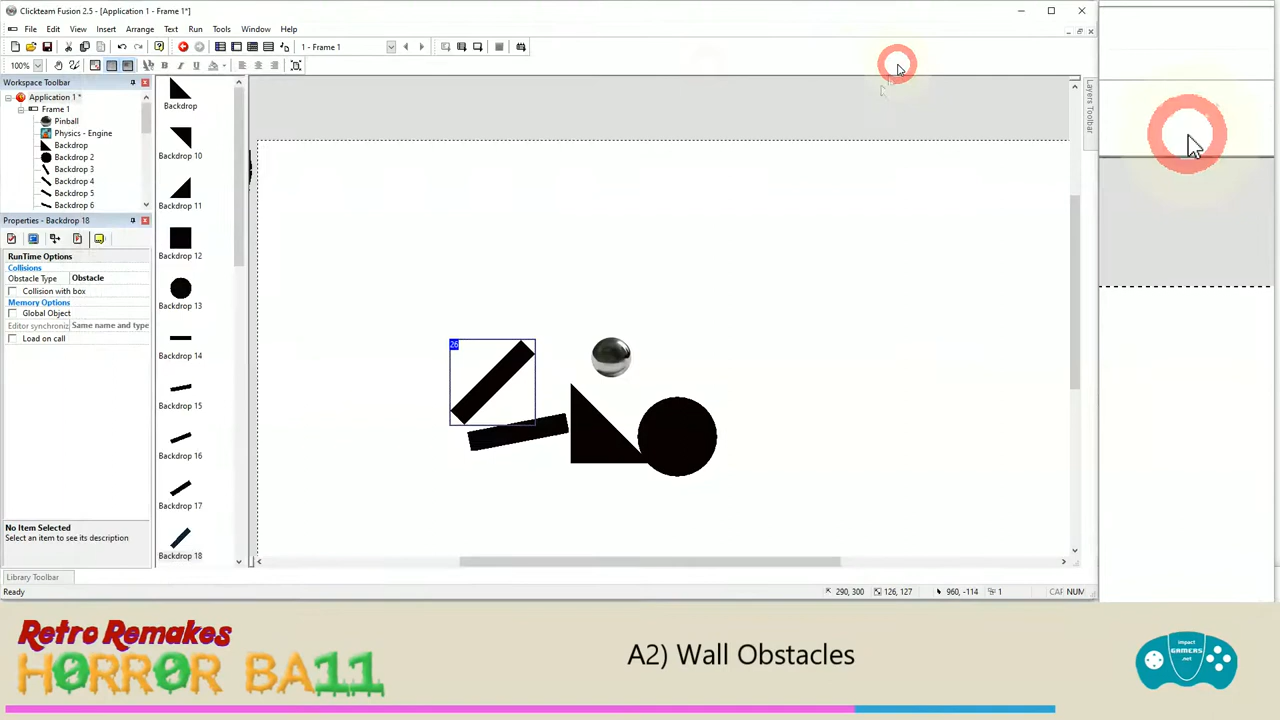 Clickteam Fusion 2.5 - [Application 1 - Frame 1*]
File Edit View Insert Arrange Text Run Tools Window Help
1 - Frame 1
100%
B I U
Workspace Toolbar
Application 1 *
Frame 1
Pinball
Physics - Engine
Backdrop
Backdrop 2
Backdrop 3
Backdrop 4
Backdrop 5
Backdrop 6
Properties - Backdrop 18
RunTime Options
Collisions
Obstacle Type Obstacle
Collision with box
Memory Options
Global Object
Editor synchroniz Same name and type
Load on call
No Item Selected
Select an item to see its description
Backdrop
Backdrop 10
Backdrop 11
Backdrop 12
Backdrop 13
Backdrop 14
Backdrop 15
Backdrop 16
Backdrop 17
Backdrop 18
26
Layers Toolbar
Library Toolbar
Ready
290, 300 126, 127 960, -114 1 CAF NUM
Retro Remakes
HORROR BA11
A2) Wall Obstacles
impact
GAMERS
.net